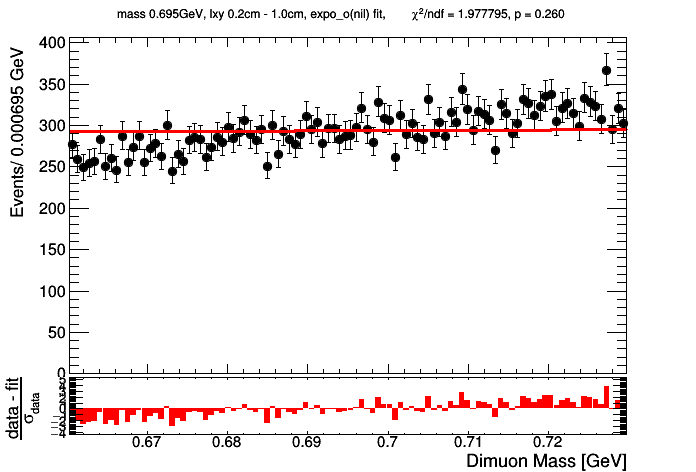 mass 0.695GeV, lxy 0.2cm - 1.0cm, expo_o(nil) fit, χ²/ndf = 1.977795, p = 0.260
Events/ 0.000695 GeV
400
350
300
250
200
150
100
50
0
data - fit
σdata
0.67 0.68 0.69 0.7 0.71 0.72
Dimuon Mass [GeV]